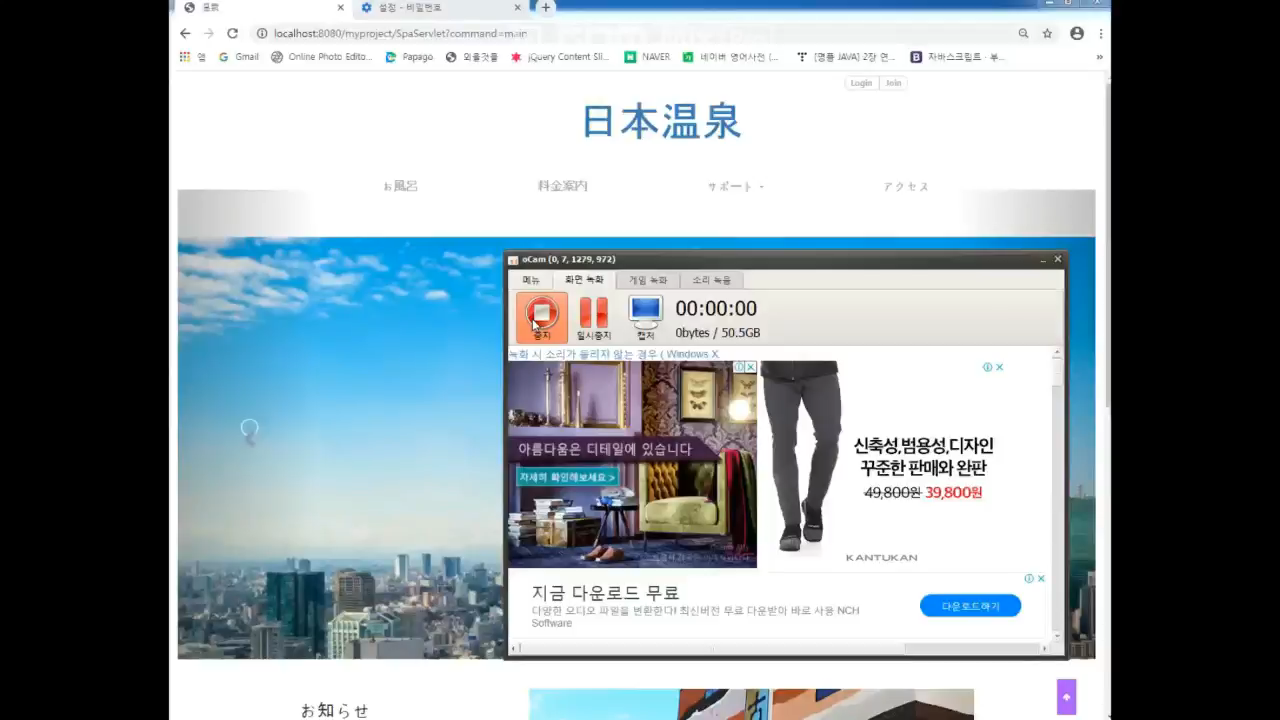 설정 - 비밀번호
localhost:8080/myproject/SpaServlet?command=main
앱 Gmail Online Photo Edito... Papago 외울것들 jQuery Content Sli... NAVER 네이버 영어사전 (... [명품 JAVA] 2장 연... 자바스크립트 · 부... »
Login Join
日本温泉
お風呂 料金案内 サポート アクセス
oCam (0, 7, 1279, 972)
메뉴 화면 녹화 게임 녹화 소리 녹음
00:00:00
중지 일시중지 캡처 0bytes / 50.5GB
녹화 시 소리가 들리지 않는 경우 ( Windows X
아름다움은 디테일에 있습니다
자세히 확인해보세요 >
신축성,범용성,디자인
꾸준한 판매와 완판
49,800원 39,800원
KANTUKAN
지금 다운로드 무료
다양한 오디오 파일을 변환한다! 최신버전 무료 다운받아 바로 사용 NCH
Software
다운로드하기
お知らせ